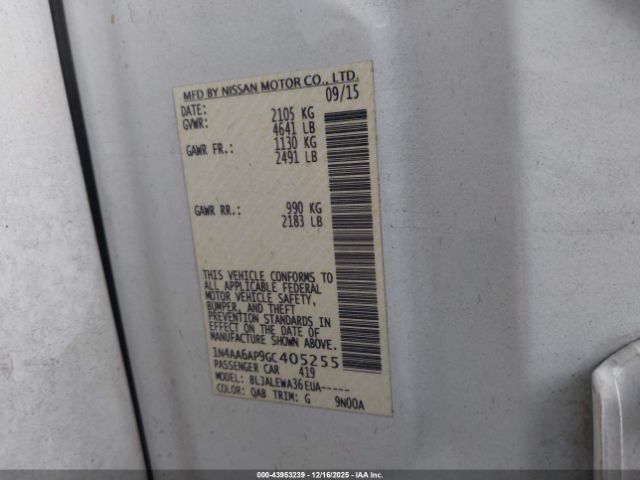 MFD BY NISSAN MOTOR CO., LTD.
DATE: 09/15
GVWR: 2105 KG
4641 LB
GAWR FR.: 1130 KG
2491 LB
GAWR RR.: 990 KG
2183 LB
THIS VEHICLE CONFORMS TO
ALL APPLICABLE FEDERAL
MOTOR VEHICLE SAFETY,
BUMPER, AND THEFT
PREVENTION STANDARDS IN
EFFECT ON THE DATE OF
MANUFACTURE SHOWN ABOVE.
1N4AA6AP9GC405255
PASSENGER CAR 419
MODEL: BLJALEWA36EUA-----
COLOR: QAB TRIM: G 9N00A
000-43953239 - 12/16/2025 - IAA Inc.